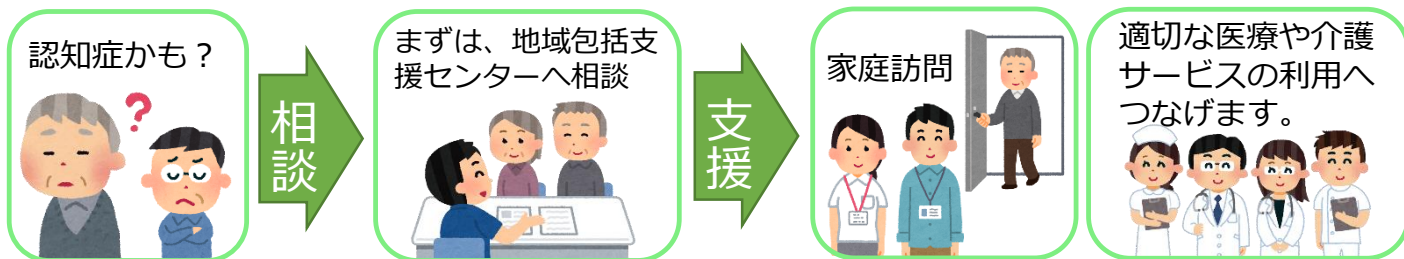 認知症かも？
相談
まずは、地域包括支
援センターへ相談
支援
家庭訪問
適切な医療や介護
サービスの利用へ
つなげます。